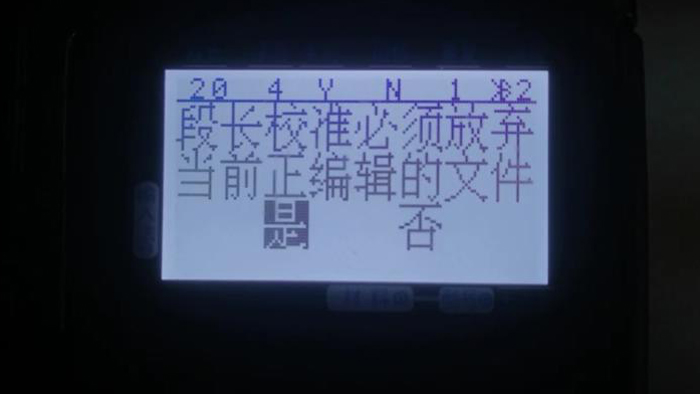 20 4 Y N 1
段长校准必须放弃
当前正编辑的文件
是 否